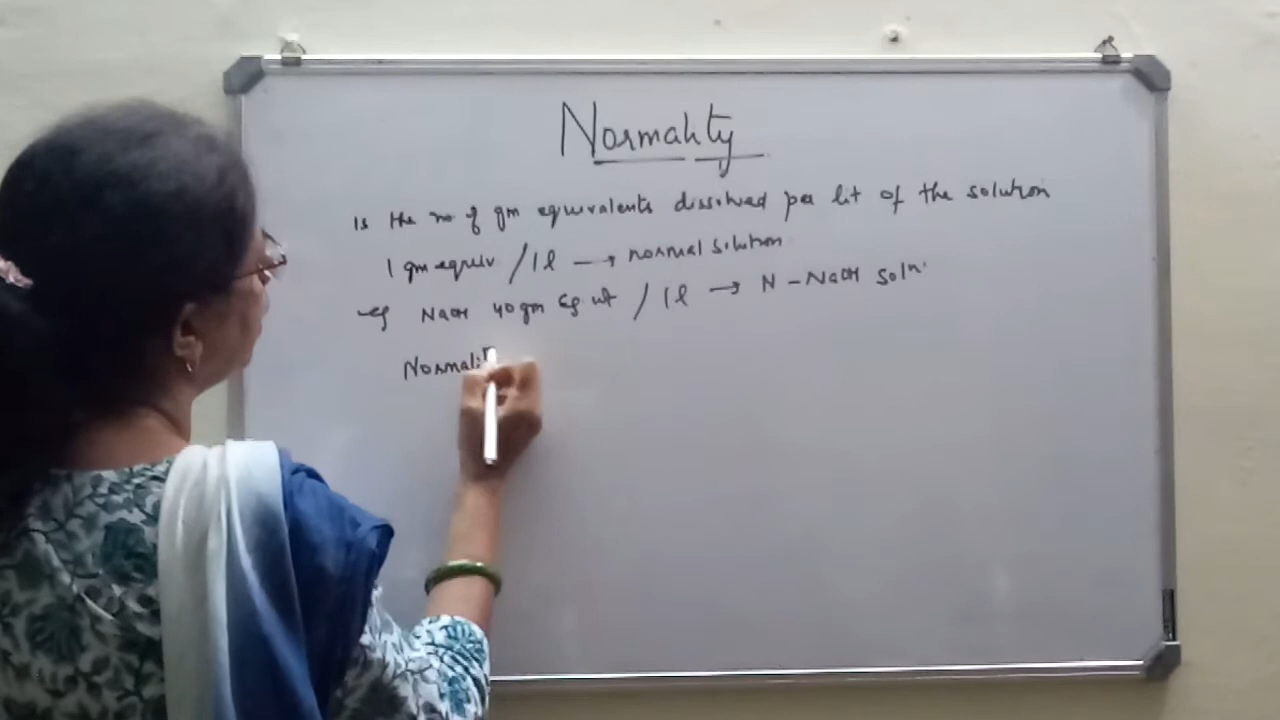 Normality
Is the no of gm equivalents dissolved per lit of the solution
1 gm equiv / 1l → normal solution
eg NaOH 40gm Eq wt / 1l → N - NaOH soln.
Normalit